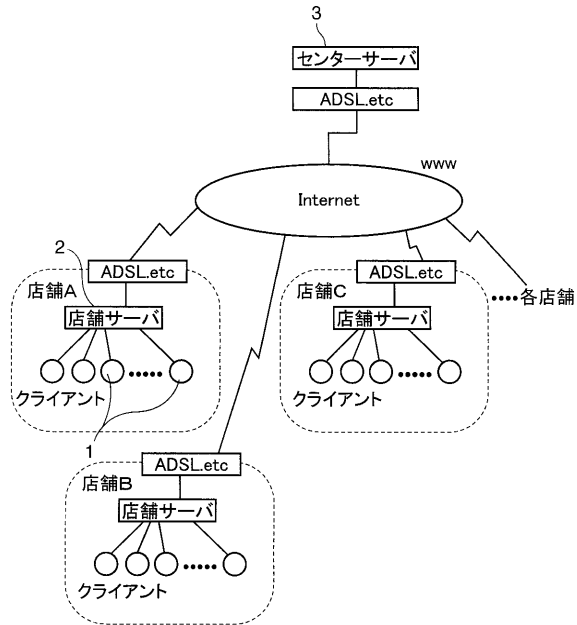 3
センターサーバ
ADSL.etc
www
Internet
2
ADSL.etc
店舗A
店舗サーバ
クライアント
1
ADSL.etc
店舗C
店舗サーバ
クライアント
•••••各店舗
ADSL.etc
店舗B
店舗サーバ
クライアント